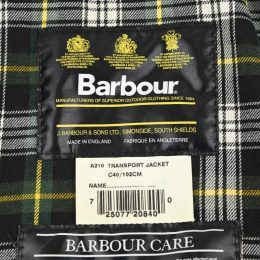 Barbour
MANUFACTURERS OF SUPERIOR OUTDOOR CLOTHING SINCE 1894
J. BARBOUR & SONS LTD, SIMONSIDE, SOUTH SHIELDS
MADE IN ENGLAND FABRIQUE EN ANGLETERRE
A210 TRANSPORT JACKET
C40/102CM
NAME
7 25077 20840 0
BARBOUR CARE